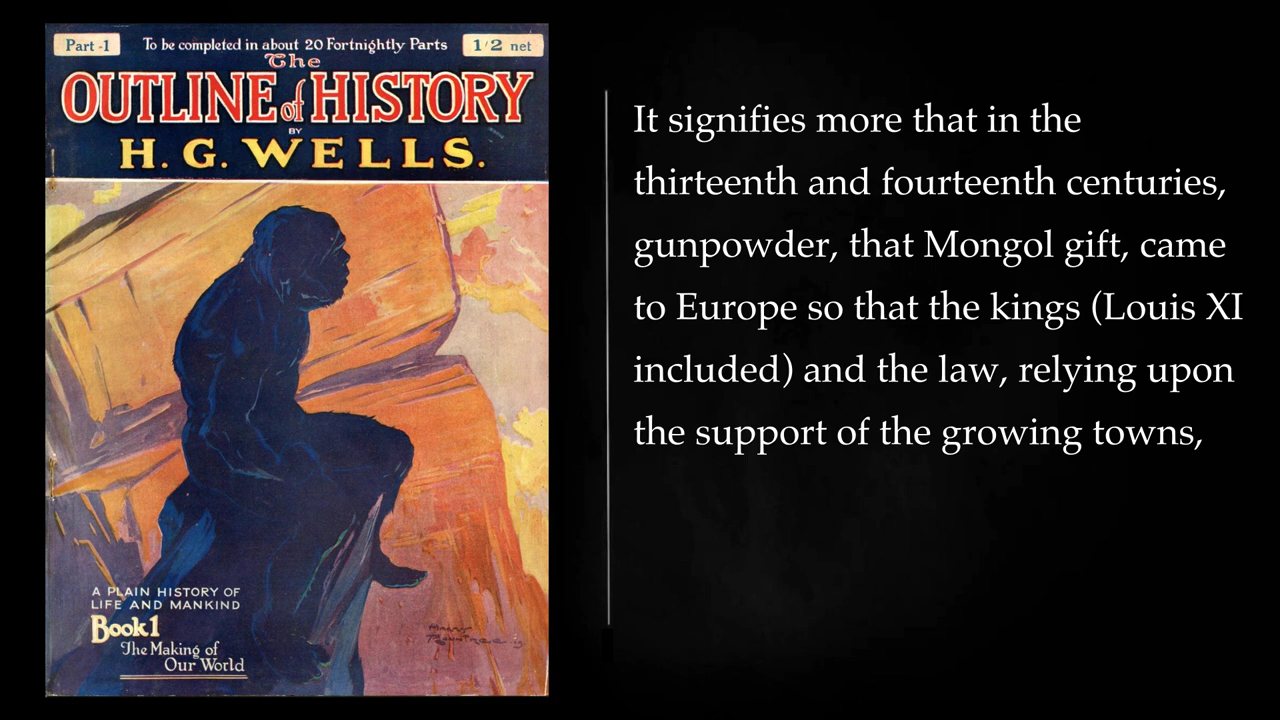 Part -1
To be completed in about 20 Fortnightly Parts
1/2 net
The
OUTLINE of HISTORY
BY
H. G. WELLS.
A PLAIN HISTORY OF
LIFE AND MANKIND
Book 1
The Making of
Our World
It signifies more that in the
thirteenth and fourteenth centuries,
gunpowder, that Mongol gift, came
to Europe so that the kings (Louis XI
included) and the law, relying upon
the support of the growing towns,